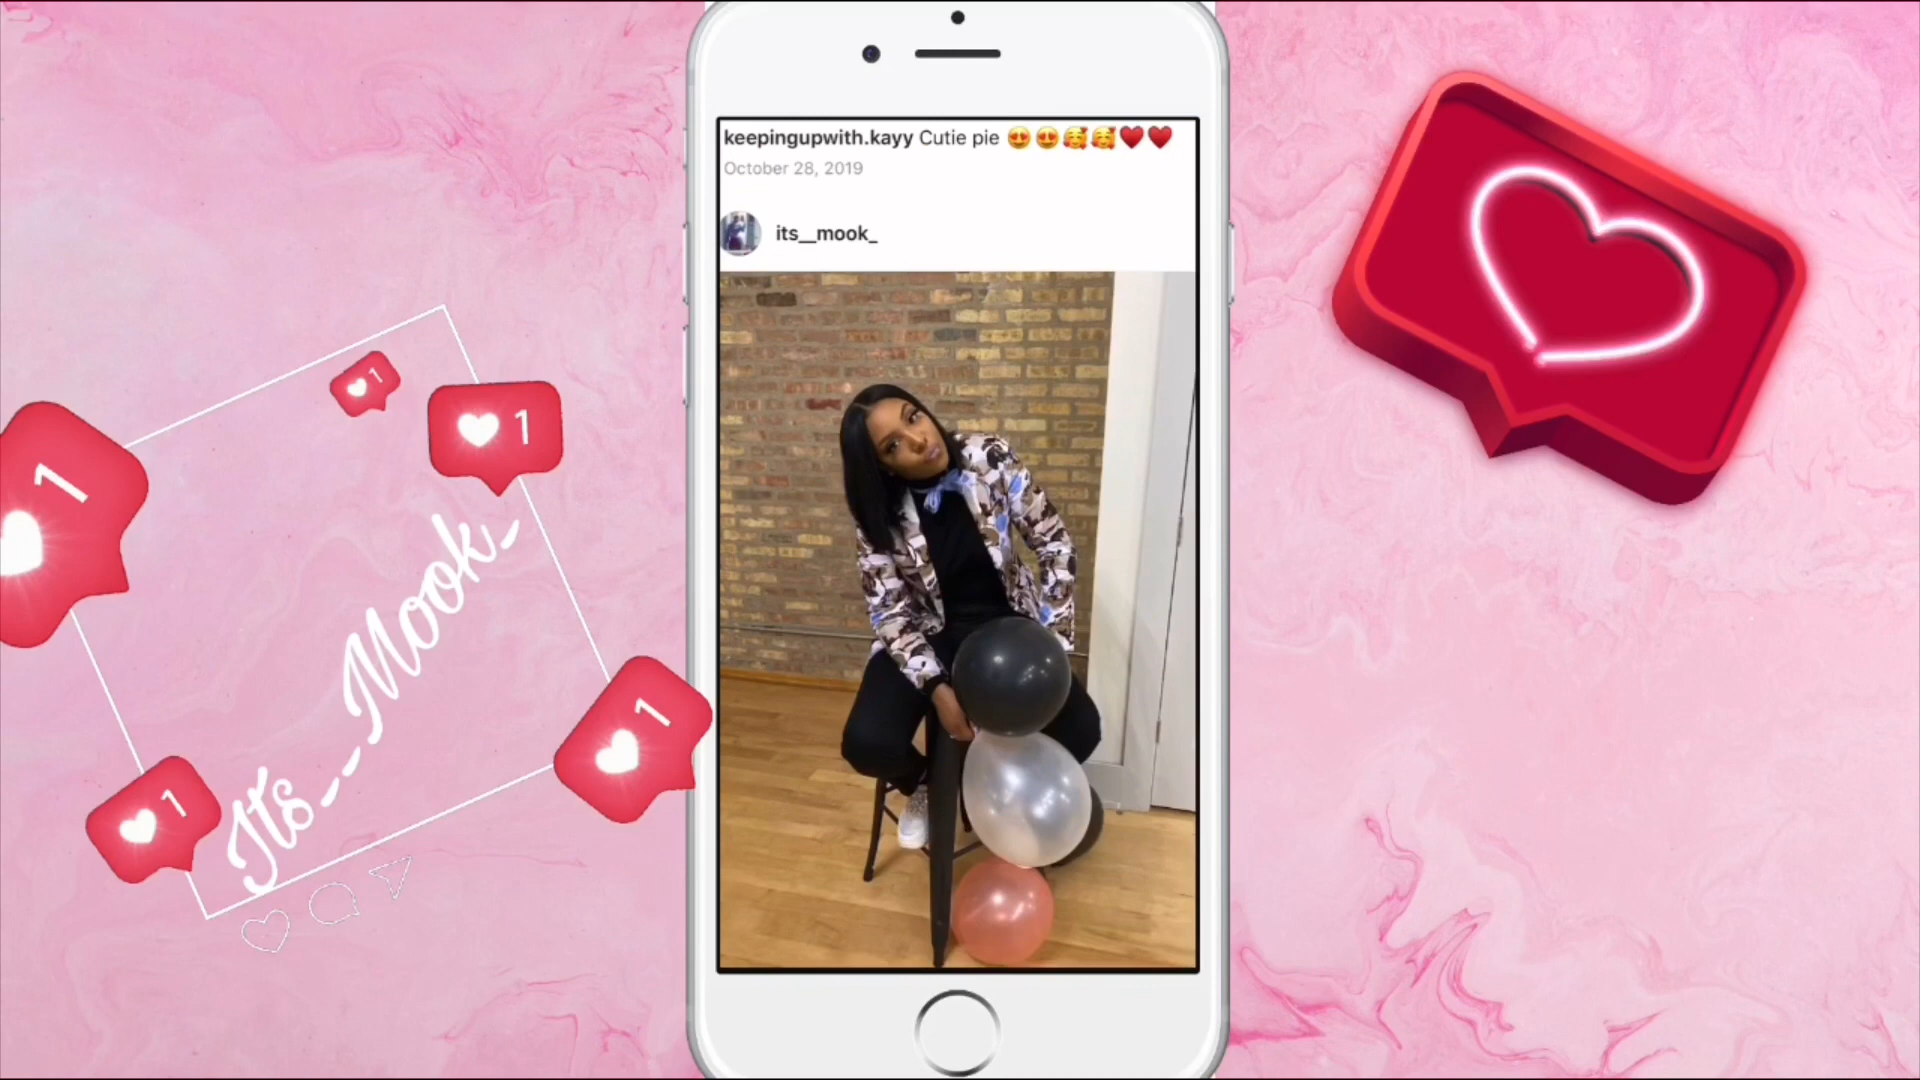 keepingupwith.kayy Cutie pie 😍😍🥰🥰❤️❤️
October 28, 2019
its__mook_
1
1
1
Its__Mook_
1
1